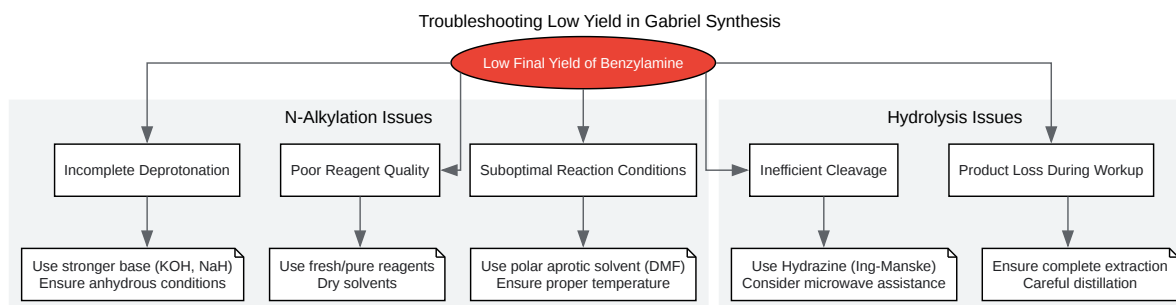 Troubleshooting Low Yield in Gabriel Synthesis
Low Final Yield of Benzylamine
N-Alkylation Issues
Hydrolysis Issues
Incomplete Deprotonation
Poor Reagent Quality
Suboptimal Reaction Conditions
Inefficient Cleavage
Product Loss During Workup
Use stronger base (KOH, NaH)
Ensure anhydrous conditions
Use fresh/pure reagents
Dry solvents
Use polar aprotic solvent (DMF)
Ensure proper temperature
Use Hydrazine (Ing-Manske)
Consider microwave assistance
Ensure complete extraction
Careful distillation